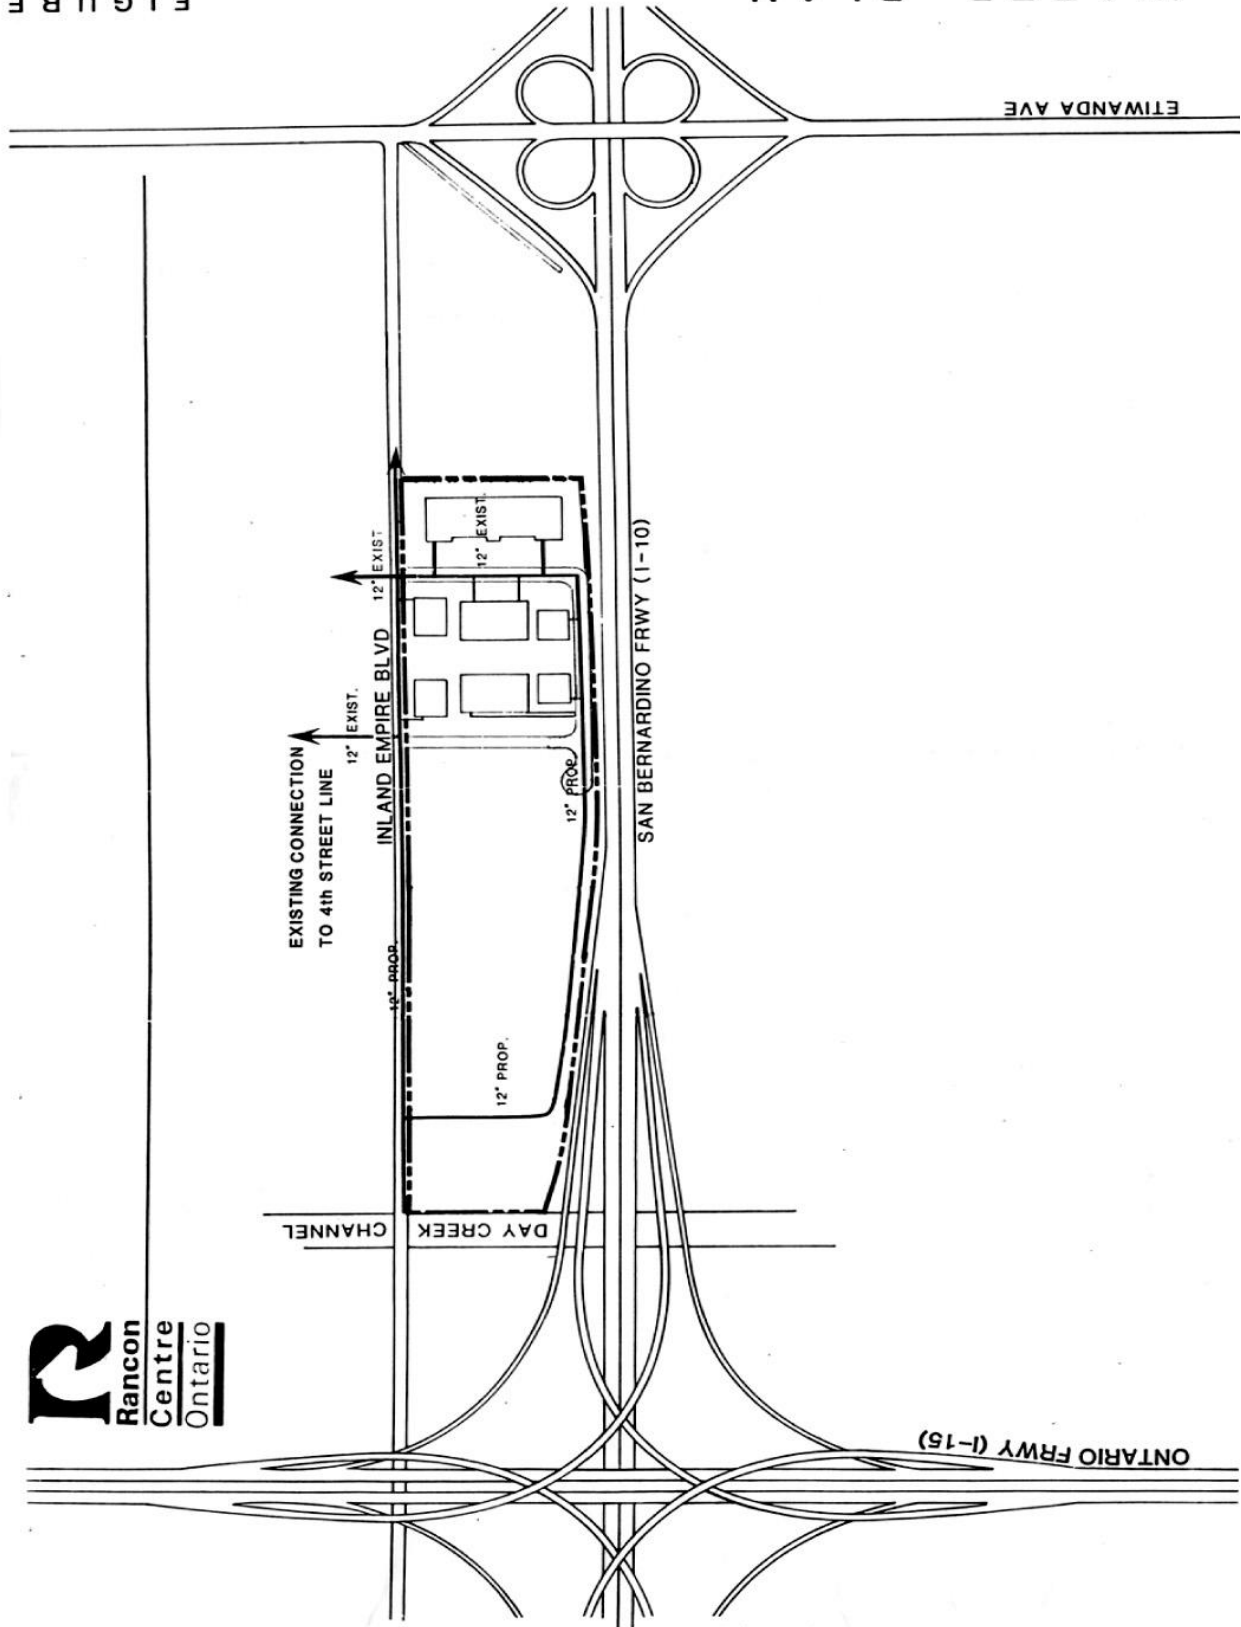 FIGURE
ETIWANDA AVE
12" EXIST.
12" EXIST
INLAND EMPIRE BLVD
12" EXIST.
EXISTING CONNECTION
TO 4th STREET LINE
12" PROP.
SAN BERNARDINO FRWY (I-10)
12" PROP.
12" PROP.
DAY CREEK
CHANNEL
Rancon
Centre
Ontario
ONTARIO FRWY (I-15)